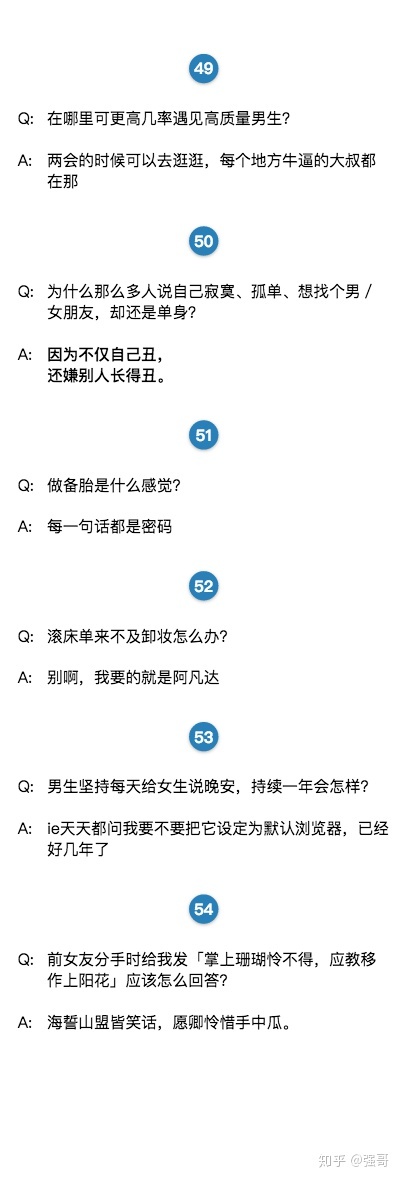 49
Q: 在哪里可更高几率遇见高质量男生？
A: 两会的时候可以去逛逛，每个地方牛逼的大叔都
在那
50
Q: 为什么那么多人说自己寂寞、孤单、想找个男／
女朋友，却还是单身？
A: 因为不仅自己丑，
还嫌别人长得丑。
51
Q: 做备胎是什么感觉？
A: 每一句话都是密码
52
Q: 滚床单来不及卸妆怎么办？
A: 别啊，我要的就是阿凡达
53
Q: 男生坚持每天给女生说晚安，持续一年会怎样？
A: ie天天都问我要不要把它设定为默认浏览器，已经
好几年了
54
Q: 前女友分手时给我发「掌上珊瑚怜不得，应教移
作上阳花」应该怎么回答？
A: 海誓山盟皆笑话，愿卿怜惜手中瓜。
知乎 @强哥